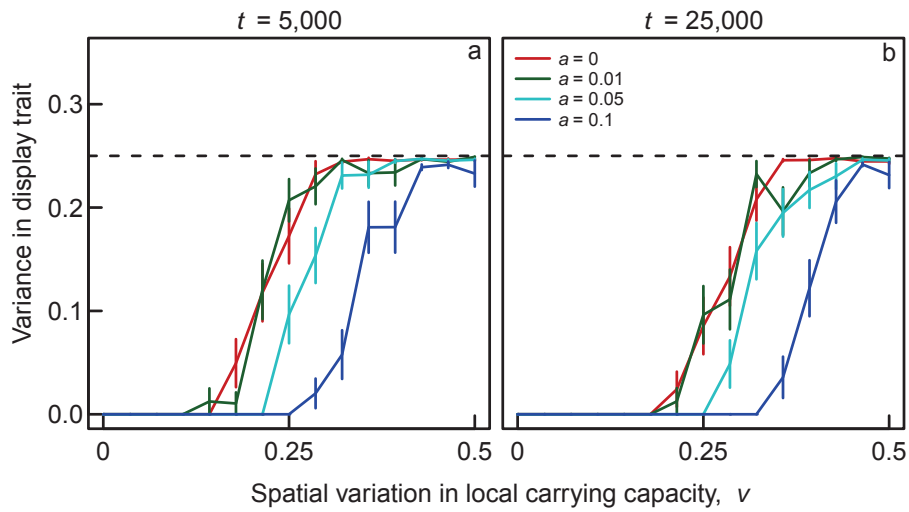 t = 5,000
t = 25,000
a
b
a = 0
a = 0.01
a = 0.05
a = 0.1
Variance in display trait
0.3
0.2
0.1
0.0
0
0.25
0.5
0
0.25
0.5
Spatial variation in local carrying capacity, v